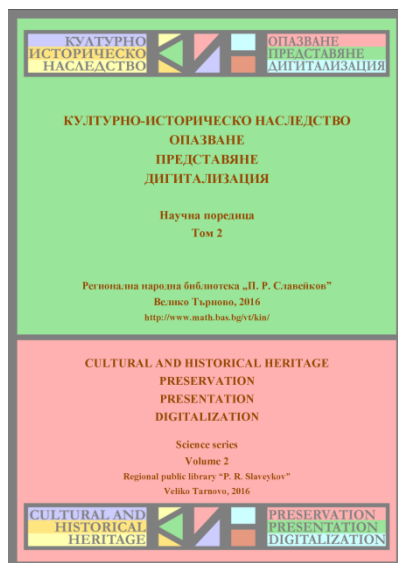 КУЛТУРНО
ИСТОРИЧЕСКО
НАСЛЕДСТВО
КИН
ОПАЗВАНЕ
ПРЕДСТАВЯНЕ
ДИГИТАЛИЗАЦИЯ
КУЛТУРНО-ИСТОРИЧЕСКО НАСЛЕДСТВО
ОПАЗВАНЕ
ПРЕДСТАВЯНЕ
ДИГИТАЛИЗАЦИЯ
Научна поредица
Том 2
Регионална народна библиотека „П. Р. Славейков”
Велико Търново, 2016
http://www.math.bas.bg/vt/kin/
CULTURAL AND HISTORICAL HERITAGE
PRESERVATION
PRESENTATION
DIGITALIZATION
Science series
Volume 2
Regional public library “P. R. Slaveykov”
Veliko Tarnovo, 2016
CULTURAL AND
HISTORICAL
HERITAGE
КИН
PRESERVATION
PRESENTATION
DIGITALIZATION